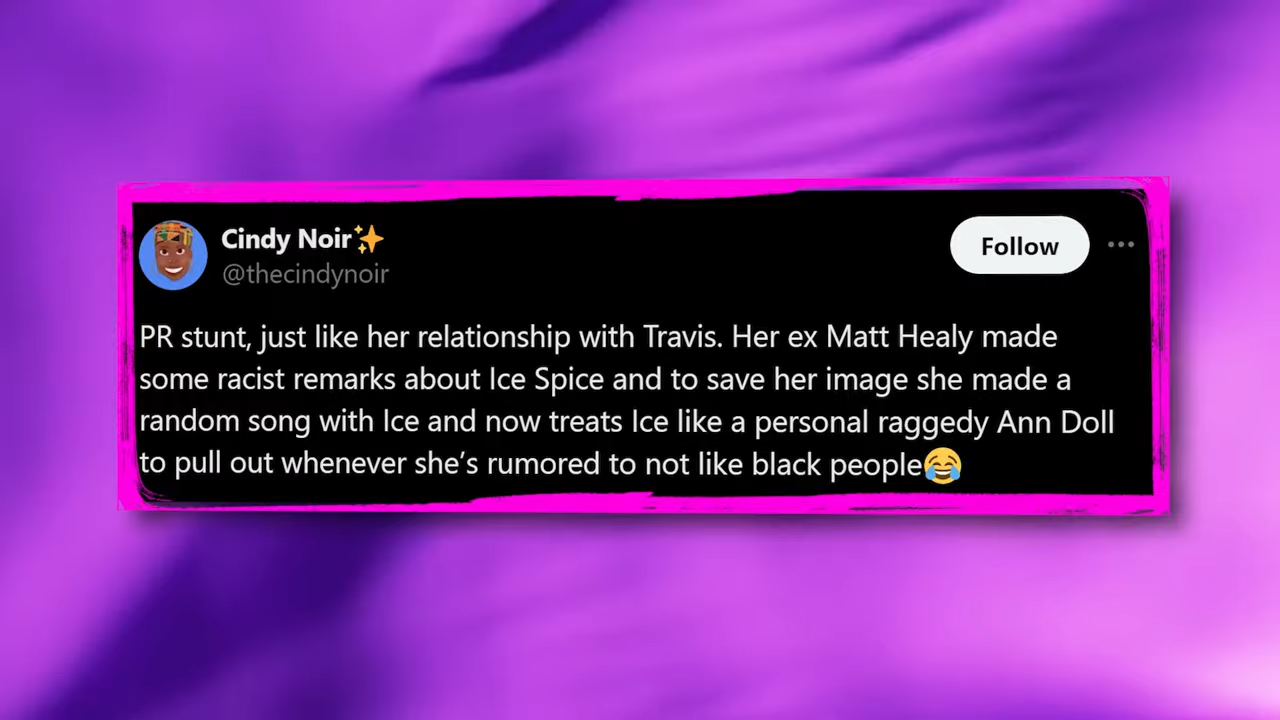 Cindy Noir✨
@thecindynoir
Follow
PR stunt, just like her relationship with Travis. Her ex Matt Healy made
some racist remarks about Ice Spice and to save her image she made a
random song with Ice and now treats Ice like a personal raggedy Ann Doll
to pull out whenever she’s rumored to not like black people😂